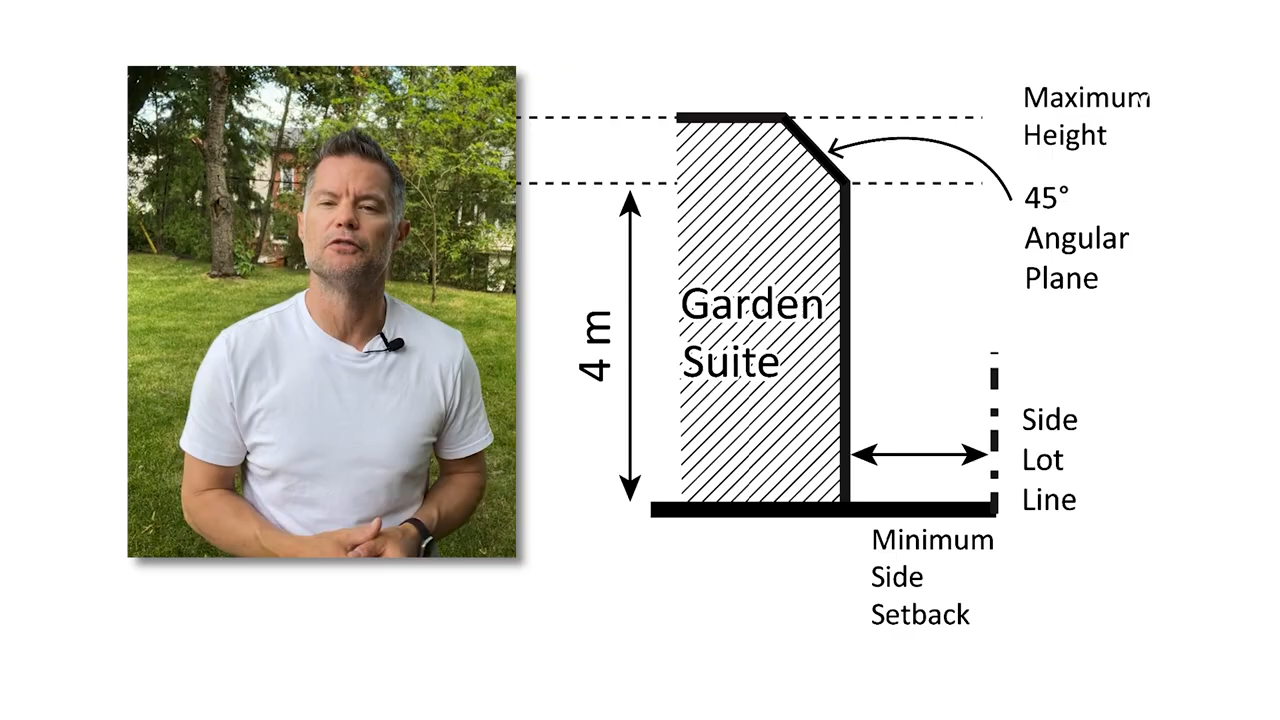 Maximum
Height
45°
Angular
Plane
4 m
Garden
Suite
Side
Lot
Line
Minimum
Side
Setback